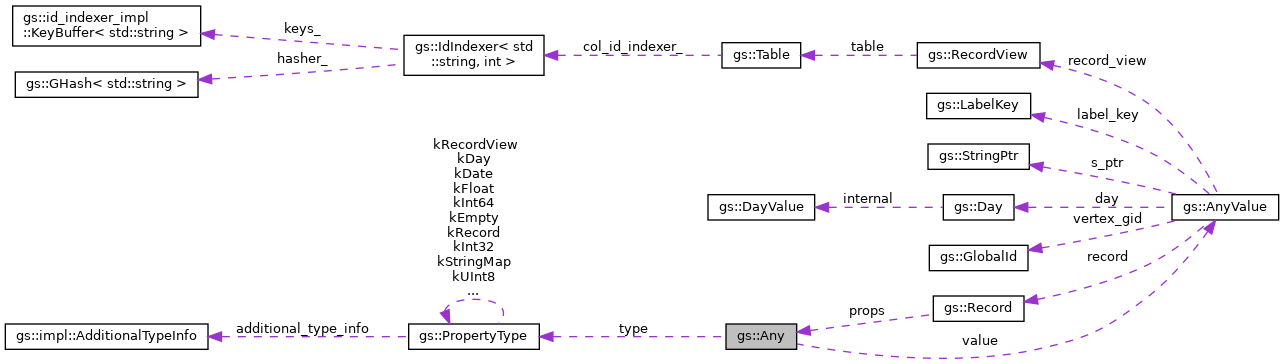 gs::id_indexer_impl
::KeyBuffer< std::string >
keys_
gs::IdIndexer< std
::string, int >
hasher_
gs::GHash< std::string >
col_id_indexer_
gs::Table
table
gs::RecordView
record_view
gs::LabelKey
label_key
gs::StringPtr
s_ptr
gs::DayValue
internal
gs::Day
day
gs::AnyValue
vertex_gid
gs::GlobalId
record
gs::Record
props
value
kRecordView
kDay
kDate
kFloat
kInt64
kEmpty
kRecord
kInt32
kStringMap
kUInt8
...
gs::impl::AdditionalTypeInfo
additional_type_info
gs::PropertyType
type
gs::Any